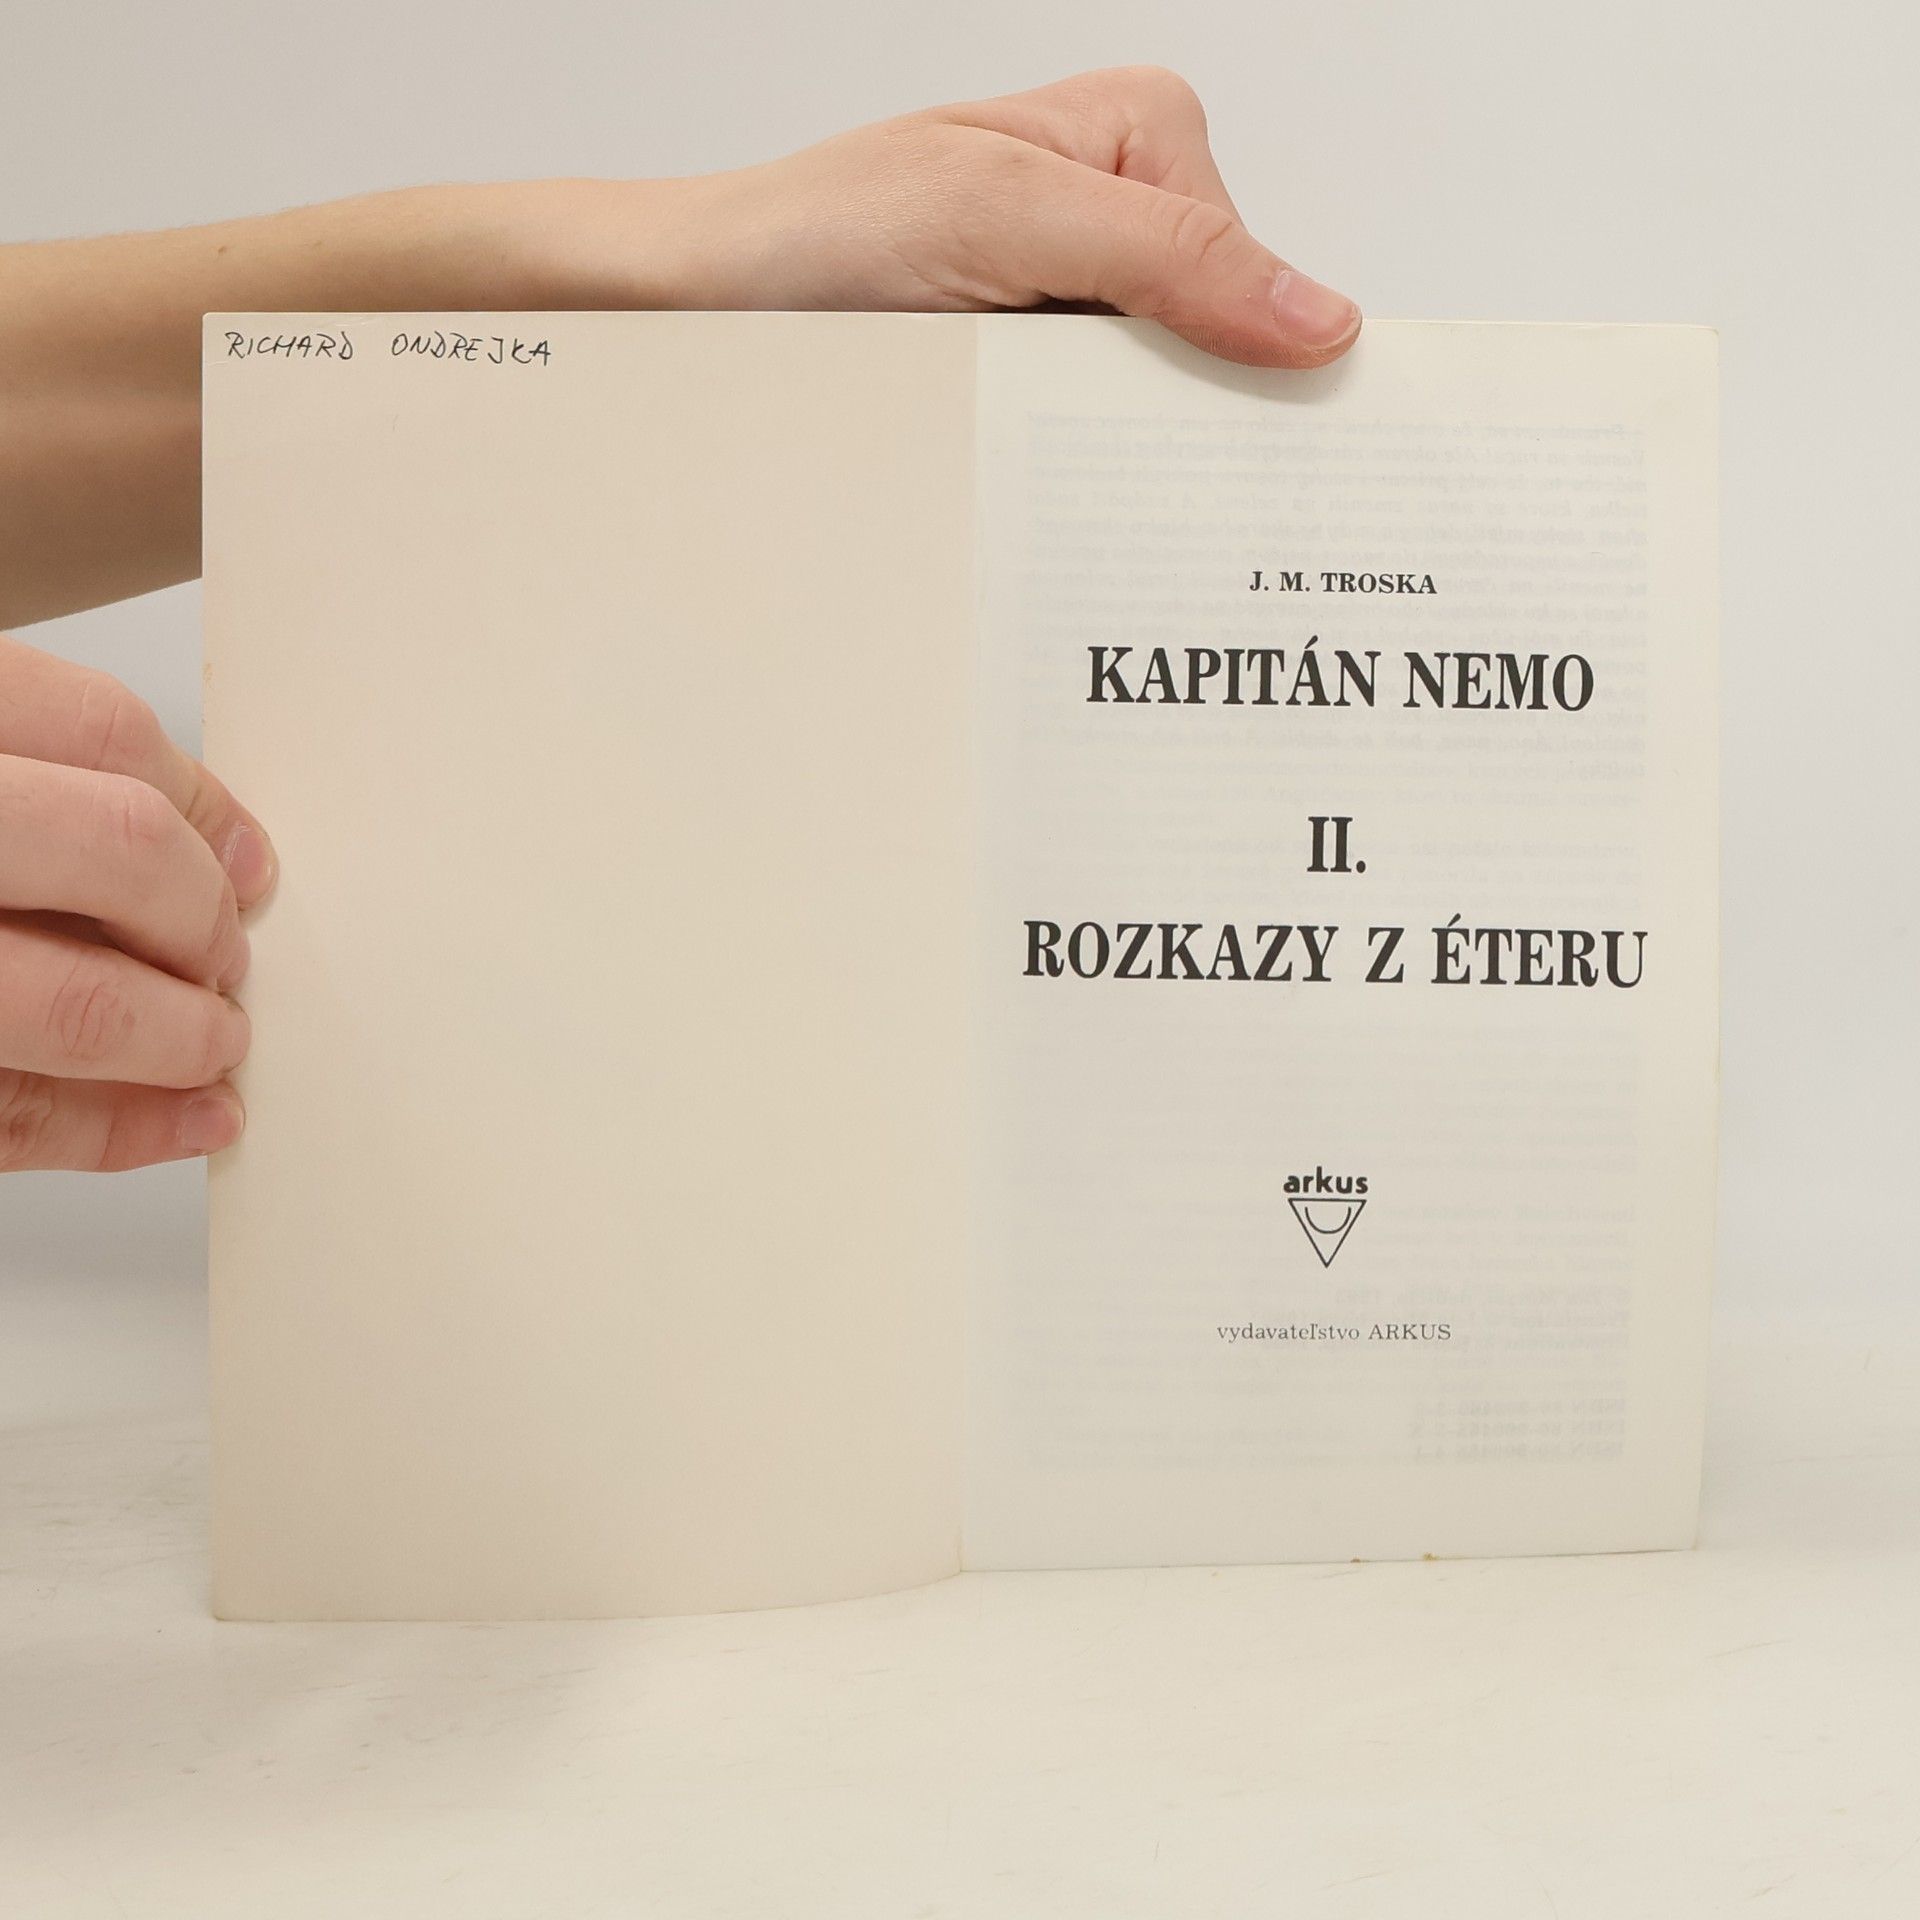 RICHARD ONDREJKA
J. M. TROSKA
KAPITÁN NEMO
II.
ROZKAZY Z ÉTERU
arkus
vydavateľstvo ARKUS